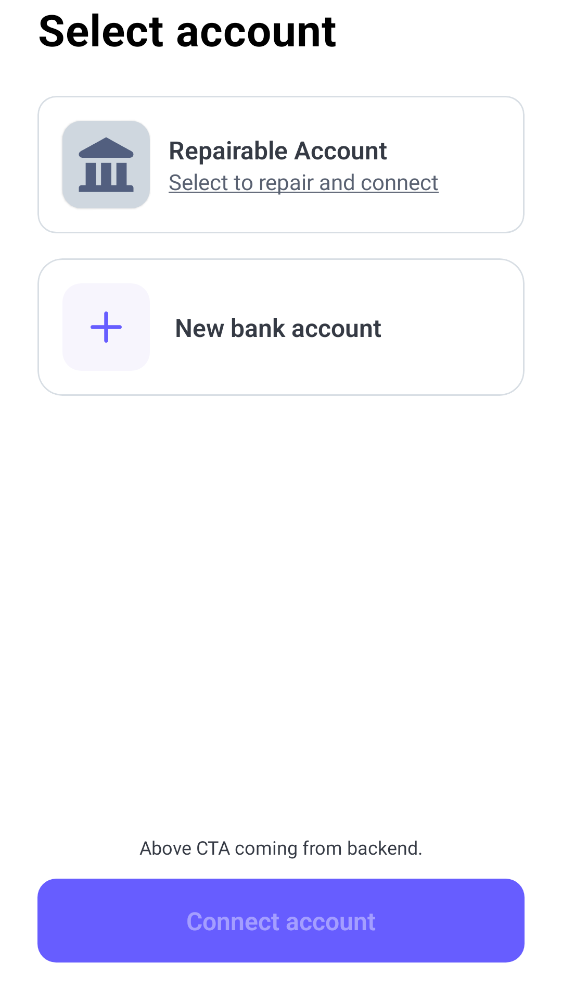 Select account
Repairable Account
Select to repair and connect
New bank account
Above CTA coming from backend.
Connect account